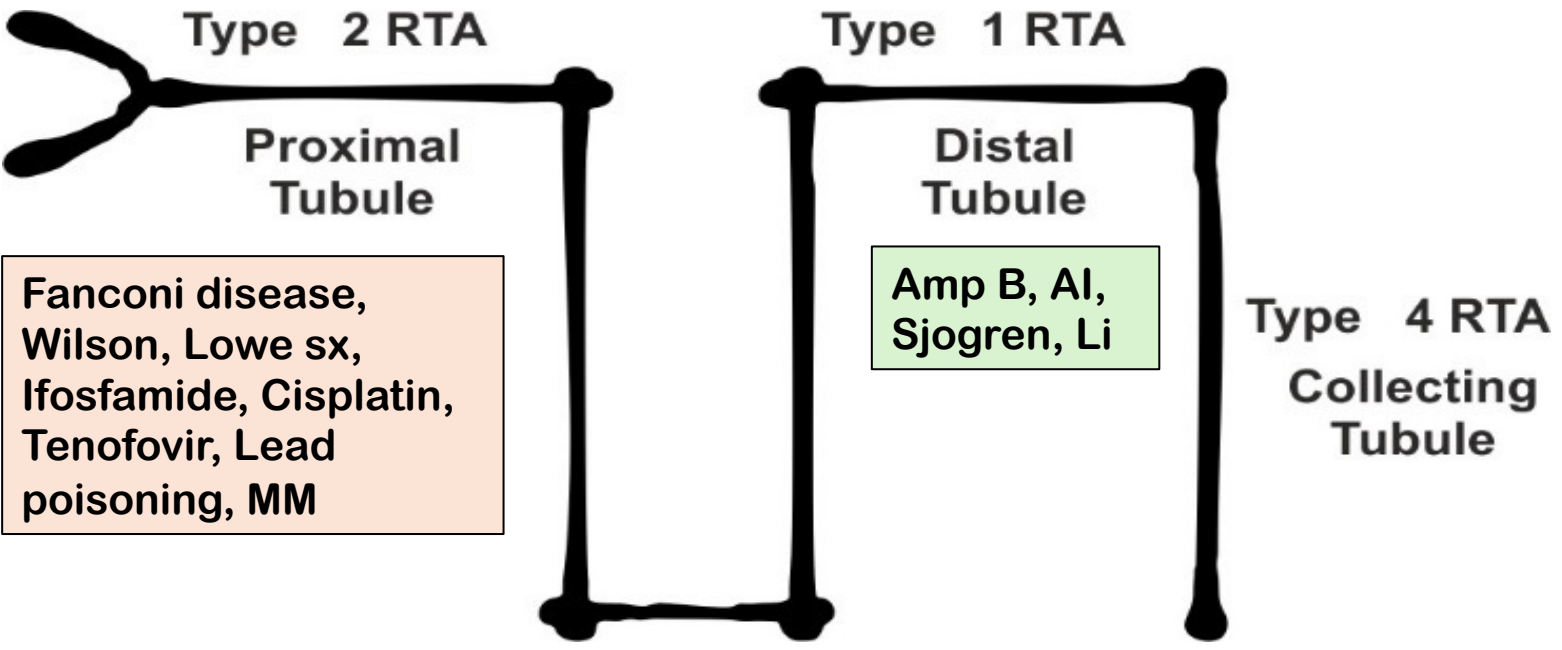 Type 2 RTA
Type 1 RTA
Proximal
Tubule
Distal
Tubule
Fanconi disease,
Wilson, Lowe sx,
Ifosfamide, Cisplatin,
Tenofovir, Lead
poisoning, MM
Amp B, AI,
Sjogren, Li
Type 4 RTA
Collecting
Tubule